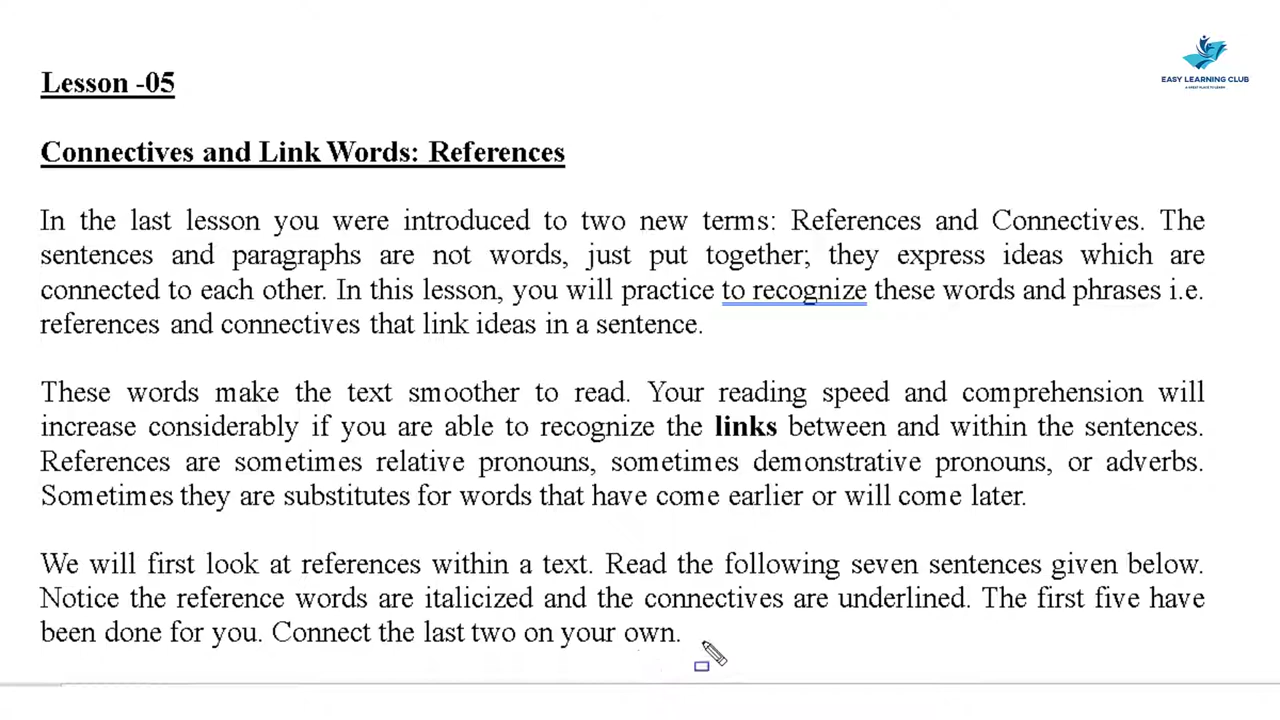 EASY LEARNING CLUB
A GREAT PLACE TO LEARN
Lesson -05
Connectives and Link Words: References
In the last lesson you were introduced to two new terms: References and Connectives. The
sentences and paragraphs are not words, just put together; they express ideas which are
connected to each other. In this lesson, you will practice to recognize these words and phrases i.e.
references and connectives that link ideas in a sentence.
These words make the text smoother to read. Your reading speed and comprehension will
increase considerably if you are able to recognize the links between and within the sentences.
References are sometimes relative pronouns, sometimes demonstrative pronouns, or adverbs.
Sometimes they are substitutes for words that have come earlier or will come later.
We will first look at references within a text. Read the following seven sentences given below.
Notice the reference words are italicized and the connectives are underlined. The first five have
been done for you. Connect the last two on your own.